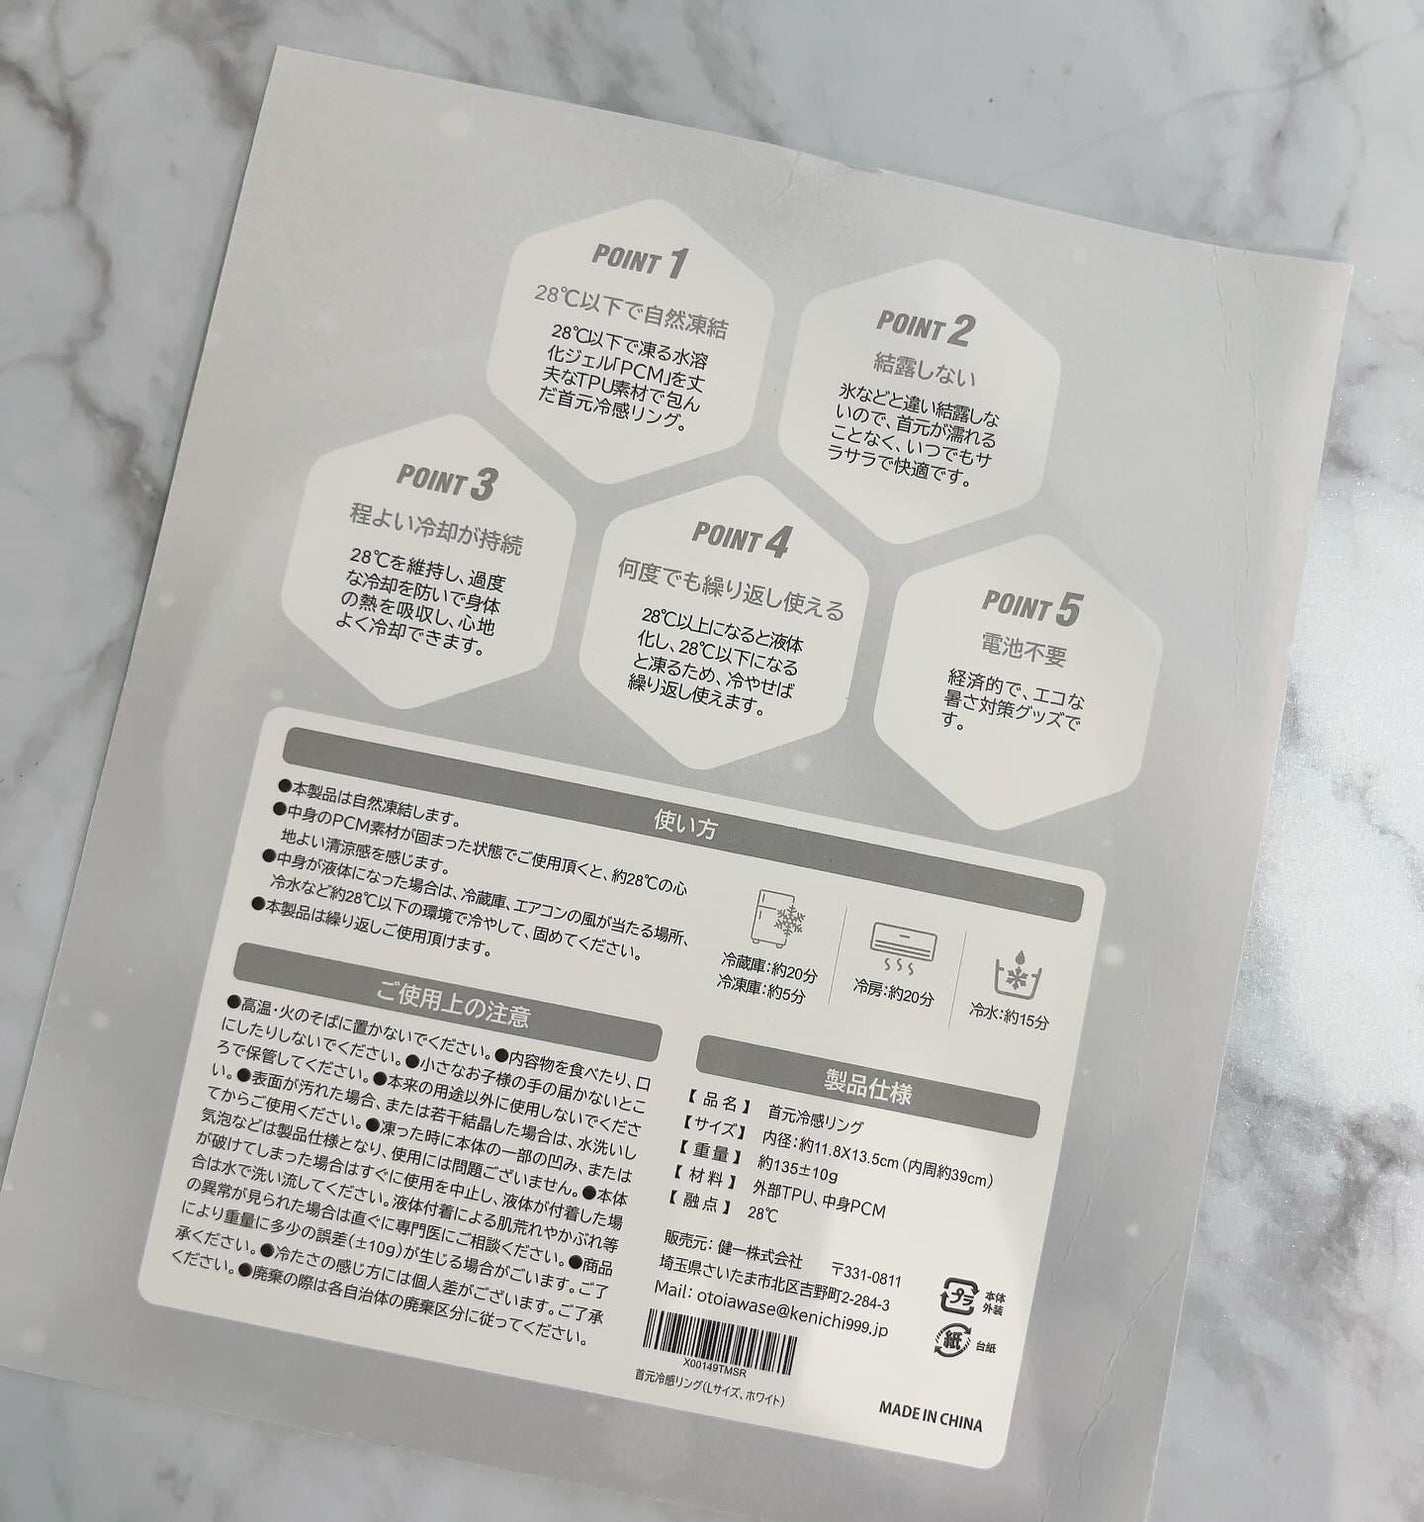 POINT 1
28℃以下で自然凍結
28℃以下で凍る水溶
化ジェル「PCM」を丈
夫なTPU素材で包ん
だ首元冷感リング。
POINT 2
結露しない
氷などと違い結露しな
いので、首元が濡れる
ことなく、いつでもサ
ラサラで快適です。
POINT 3
程よい冷却が持続
28℃を維持し、過度
な冷却を防いで身体
の熱を吸収し、心地
よく冷却できます。
POINT 4
何度でも繰り返し使える
28℃以上になると液体
化し、28℃以下になる
と凍るため、冷やせば
繰り返し使えます。
POINT 5
電池不要
経済的で、エコな
暑さ対策グッズで
す。
使い方
●本製品は自然凍結します。
●中身のPCM素材が固まった状態でご使用頂くと、約28℃の心
地よい清涼感を感じます。
●中身が液体になった場合は、冷蔵庫、エアコンの風が当たる場所、
冷水など約28℃以下の環境で冷やして、固めてください。
●本製品は繰り返しご使用頂けます。
冷蔵庫：約20分
冷凍庫：約5分
冷房：約20分
冷水：約15分
ご使用上の注意
●高温・火のそばに置かないでください。●内容物を食べたり、口
にしたりしないでください。●小さなお子様の手の届かないとこ
ろで保管してください。●本来の用途以外に使用しないでくださ
い。●表面が汚れた場合、または若干結晶した場合は、水洗いし
てからご使用ください。●凍った時に本体の一部の凹み、または
気泡などは製品仕様となり、使用には問題ございません。●本体
が破けてしまった場合はすぐに使用を中止し、液体が付着した場
合は水で洗い流してください。液体付着による肌荒れやかぶれ等
の異常が見られた場合は直ぐに専門医にご相談ください。●商品
により重量に多少の誤差（±10g）が生じる場合がございます。ご了
承ください。●冷たさの感じ方には個人差がございます。ご了承
ください。●廃棄の際は各自治体の廃棄区分に従ってください。
製品仕様
【 品 名 】 首元冷感リング
【サイズ】 内径：約11.8X13.5cm（内周約39cm）
【 重 量 】 約135±10g
【 材 料 】 外部TPU、中身PCM
【 融 点 】 28℃
販売元： 健一株式会社 〒331-0811
埼玉県さいたま市北区吉野町2-284-3
Mail： otoiawase@kenichi999.jp
X00149TMSR
首元冷感リング（Lサイズ、ホワイト）
プラ
本体
外装
紙
台紙
MADE IN CHINA